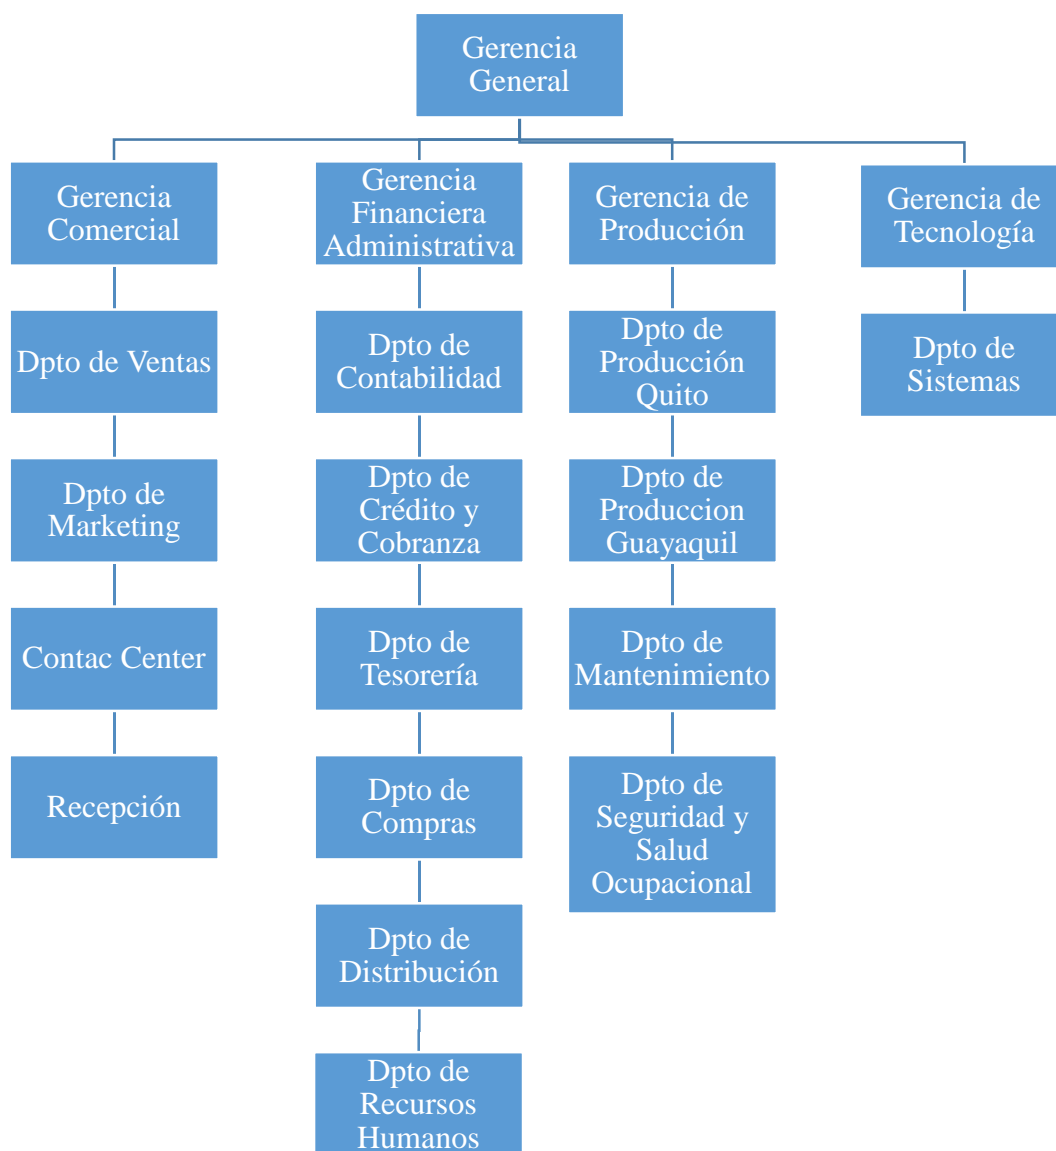 Gerencia
General
Gerencia
Comercial
Gerencia
Financiera
Administrativa
Gerencia de
Producción
Gerencia de
Tecnología
Dpto de Ventas
Dpto de
Contabilidad
Dpto de
Producción
Quito
Dpto de
Sistemas
Dpto de
Marketing
Dpto de
Crédito y
Cobranza
Dpto de
Produccion
Guayaquil
Contac Center
Dpto de
Tesorería
Dpto de
Mantenimiento
Recepción
Dpto de
Compras
Dpto de
Seguridad y
Salud
Ocupacional
Dpto de
Distribución
Dpto de
Recursos
Humanos